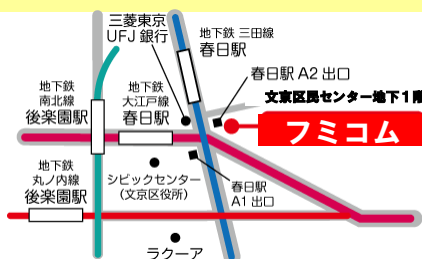 三菱東京
UFJ 銀行
地下鉄 三田線
春日駅
春日駅 A2 出口
文京区民センター地下1階
フミコム
地下鉄
南北線
後楽園駅
地下鉄
大江戸線
春日駅
地下鉄
丸ノ内線
後楽園駅
シビックセンター
（文京区役所）
春日駅
A1 出口
ラクーア